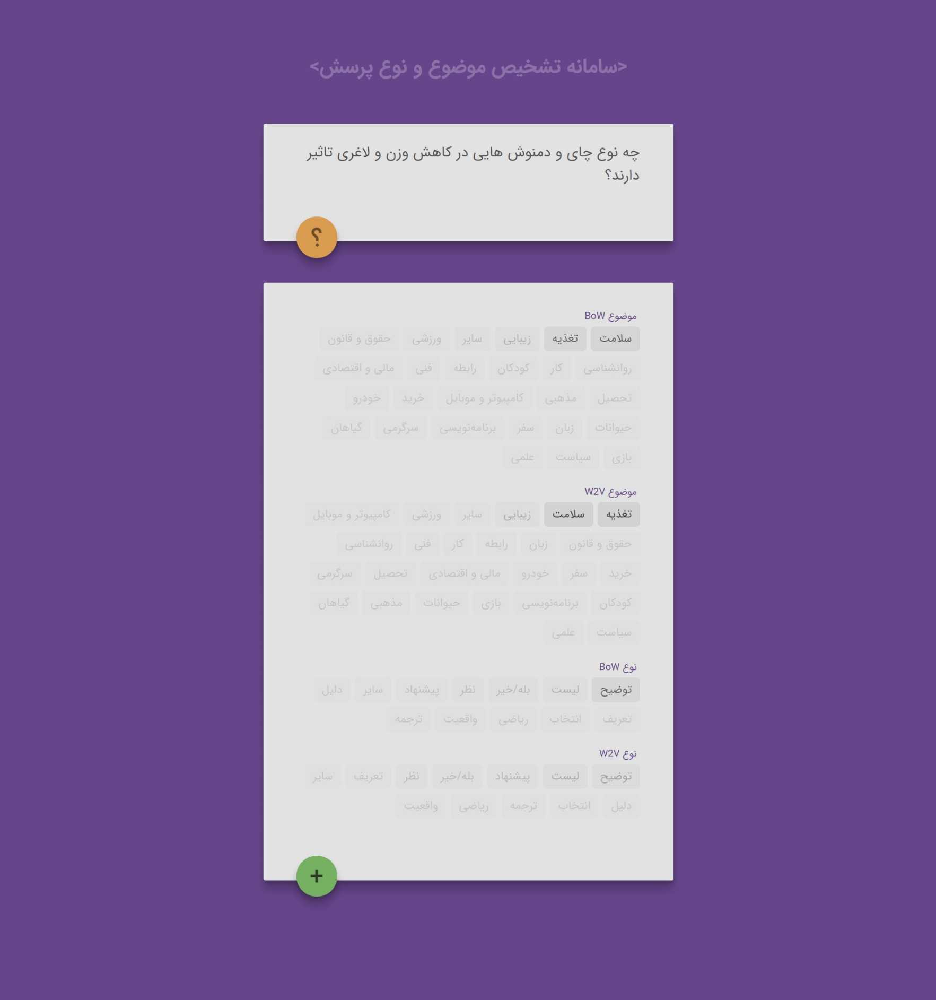 <سامانه تشخیص موضوع و نوع پرسش>
چه نوع چای و دمنوش هایی در کاهش وزن و لاغری تاثیر
دارند؟
؟
موضوع BoW
سلامت تغذیه زیبایی سایر ورزشی حقوق و قانون
روانشناسی کار کودکان رابطه فنی مالی و اقتصادی
تحصیل مذهبی کامپیوتر و موبایل خرید خودرو
حیوانات زبان سفر برنامه‌نویسی سرگرمی گیاهان
بازی سیاست علمی
موضوع W2V
تغذیه سلامت زیبایی سایر ورزشی کامپیوتر و موبایل
حقوق و قانون زبان رابطه کار فنی روانشناسی
خرید سفر خودرو مالی و اقتصادی تحصیل سرگرمی
کودکان برنامه‌نویسی بازی حیوانات مذهبی گیاهان
سیاست علمی
نوع BoW
توضیح لیست بله/خیر نظر پیشنهاد سایر دلیل
تعریف انتخاب ریاضی واقعیت ترجمه
نوع W2V
توضیح لیست پیشنهاد بله/خیر نظر تعریف سایر
دلیل انتخاب ترجمه ریاضی واقعیت
+